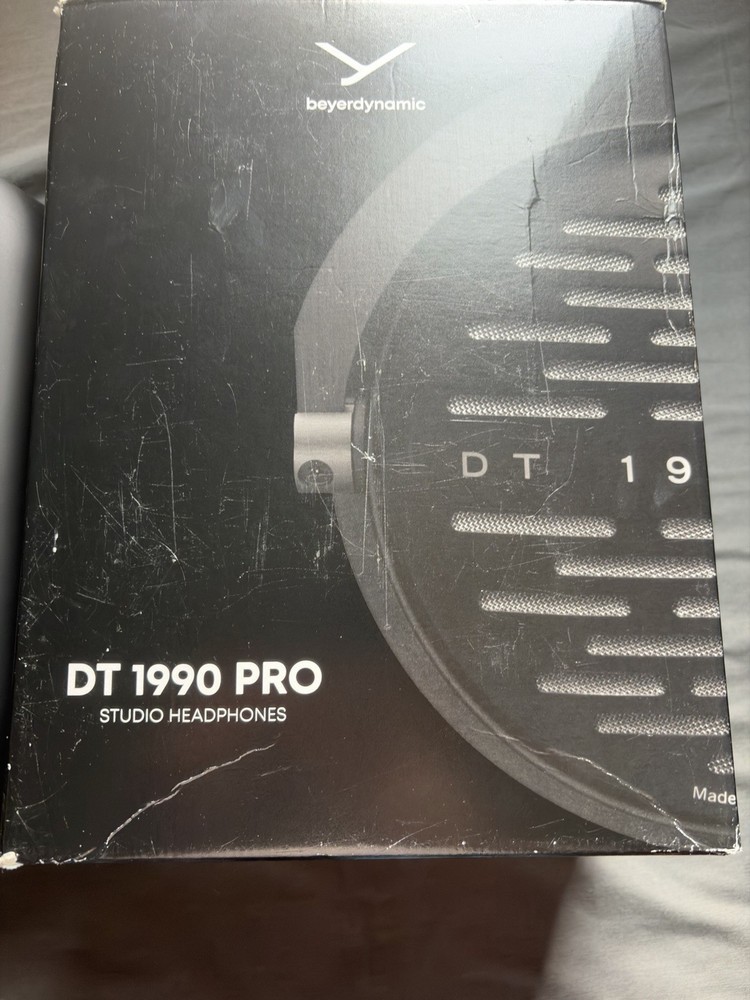 beyerdynamic
DT 19
DT 1990 PRO
STUDIO HEADPHONES
Made